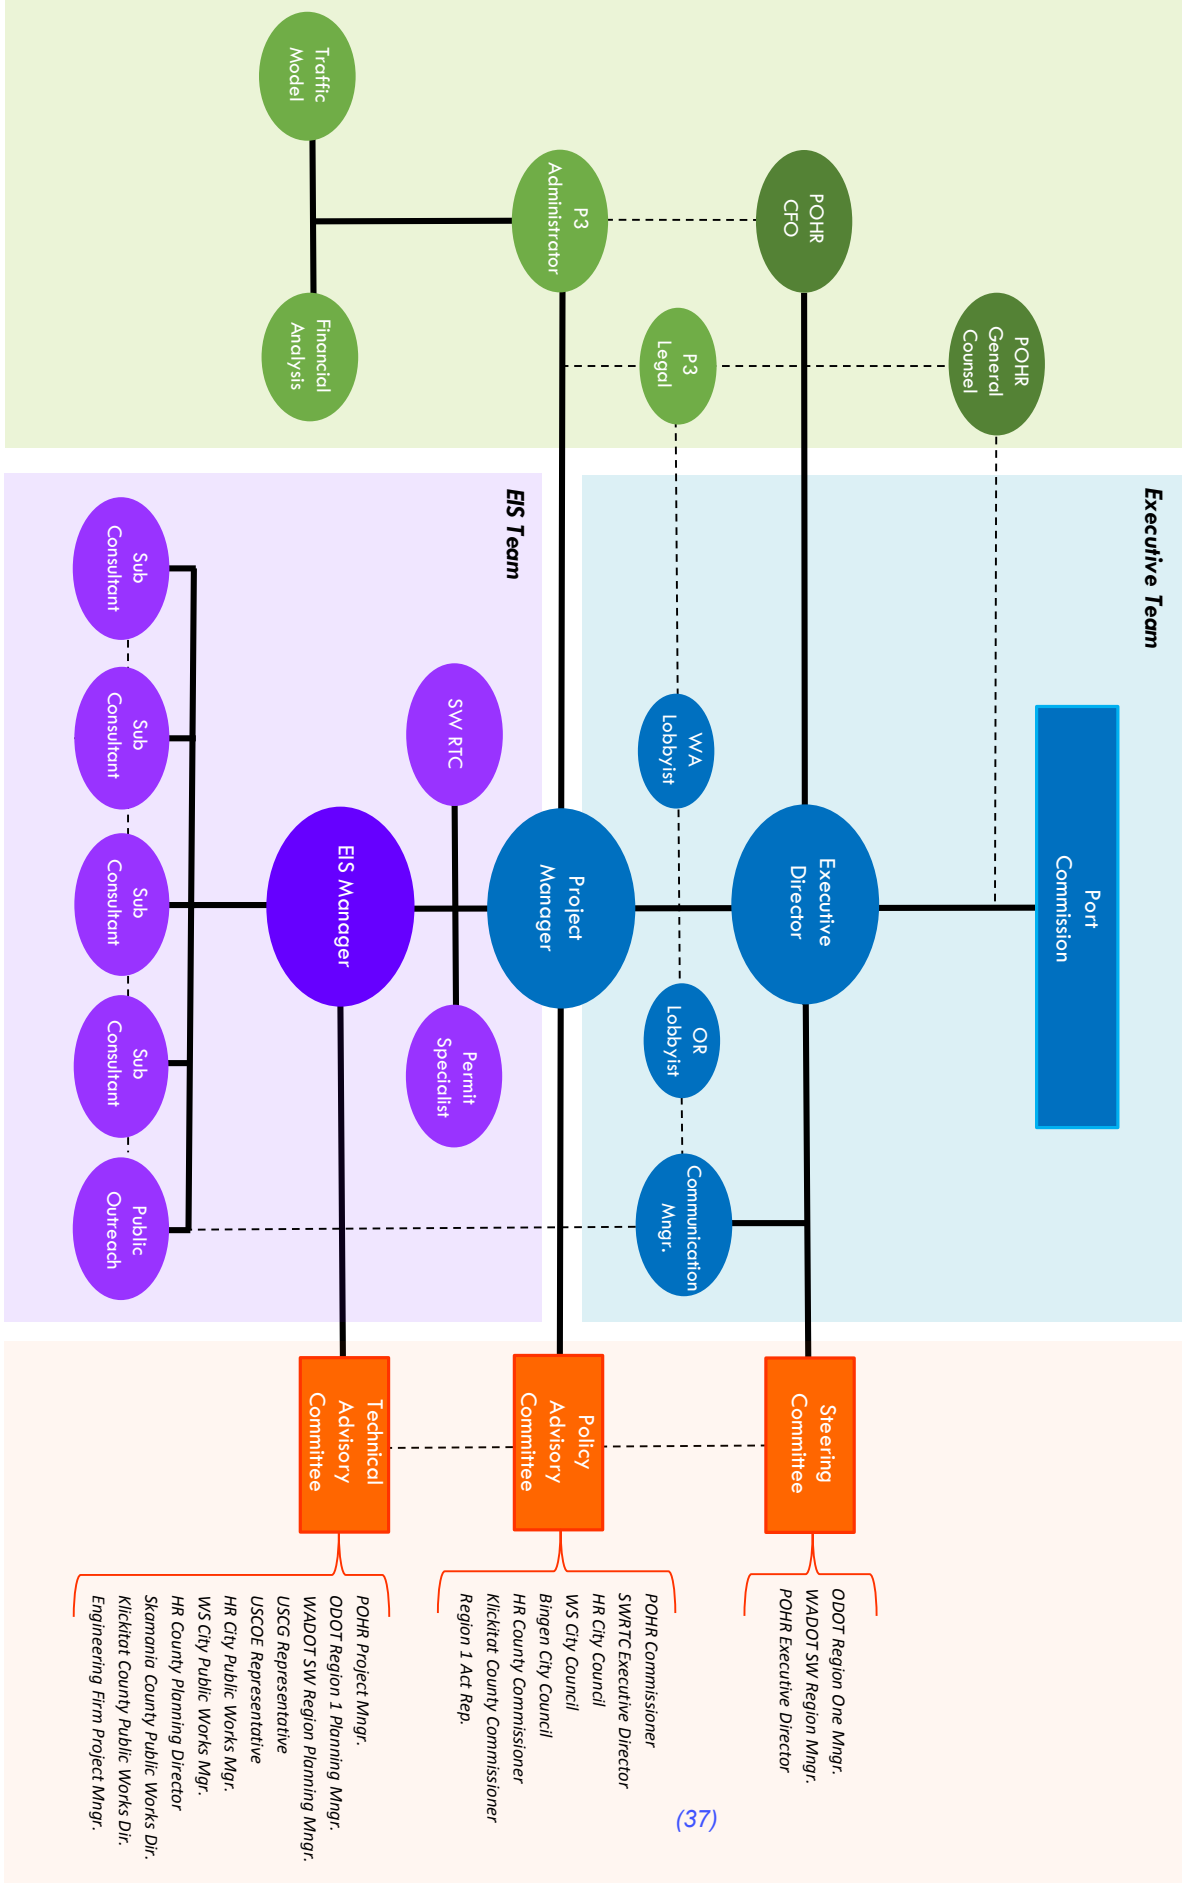 Executive Team
Port
Commission
POHR
General
Counsel
POHR
CFO
Executive
Director
Steering
Committee
ODOT Region One Mngr.
WADOT SW Region Mngr.
POHR Executive Director
P3
Legal
WA
Lobbyist
OR
Lobbyist
Communication
Mngr.
P3
Administrator
Project
Manager
Policy
Advisory
Committee
POHR Commissioner
SWRTC Executive Director
HR City Council
WS City Council
Bingen City Council
HR County Commissioner
Klickitat County Commissioner
Region 1 Act Rep.
EIS Team
SW RTC
Permit
Specialist
Traffic
Model
Financial
Analysis
EIS Manager
Technical
Advisory
Committee
POHR Project Mngr.
ODOT Region 1 Planning Mngr.
WADOT SW Region Planning Mngr.
USCG Representative
USCOE Representative
HR City Public Works Mgr.
WS City Public Works Mgr.
HR County Planning Director
Skamania County Public Works Dir.
Klickitat County Public Works Dir.
Engineering Firm Project Mngr.
Sub
Consultant
Sub
Consultant
Sub
Consultant
Sub
Consultant
Public
Outreach
(37)